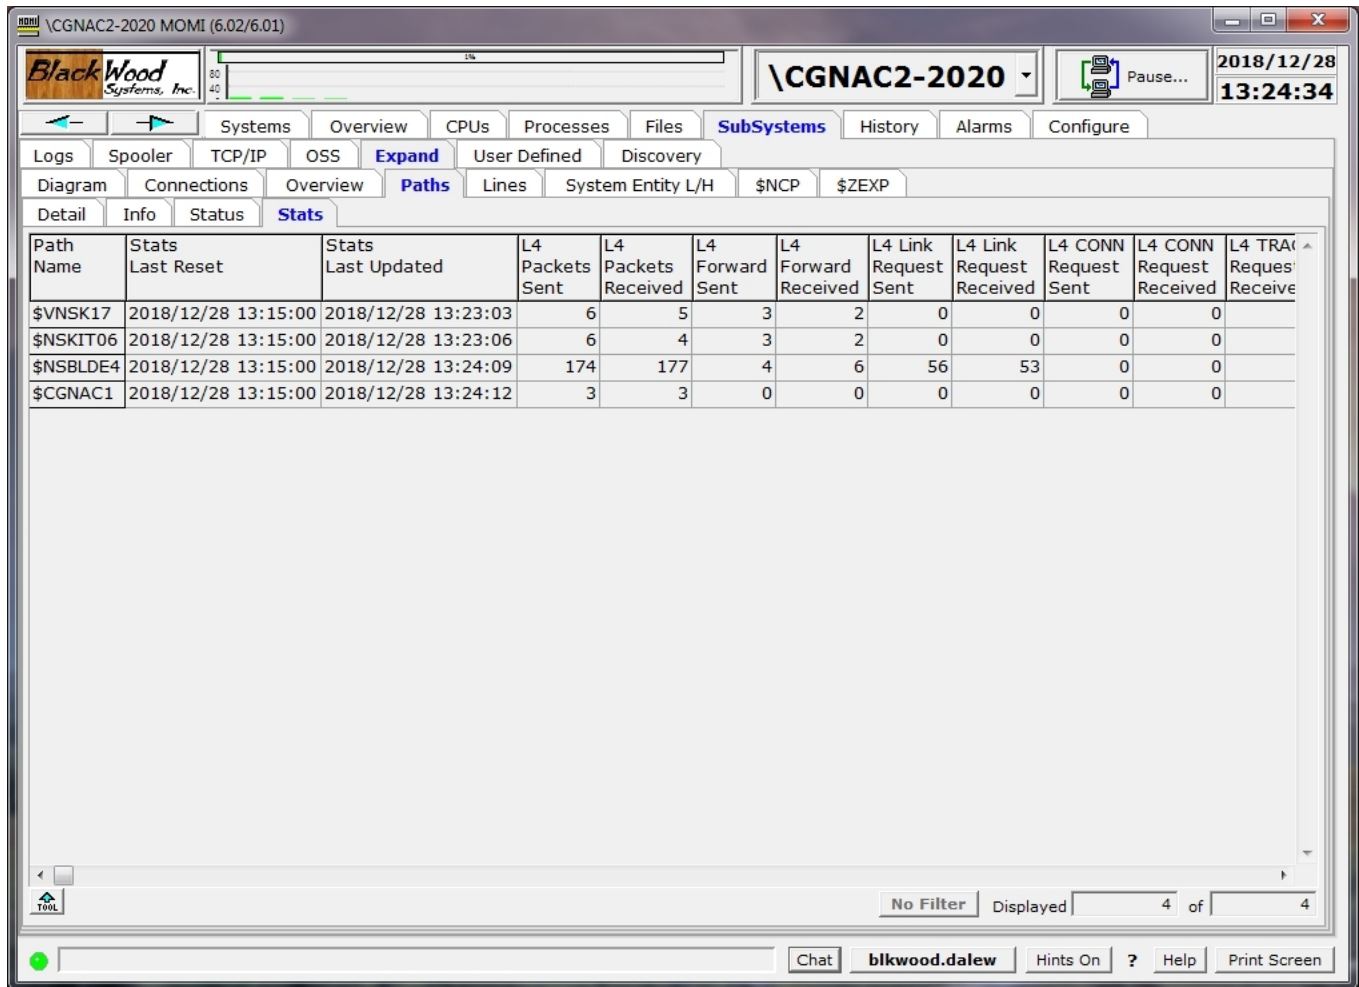 \CGNAC2-2020 MOMI (6.02/6.01)
BlackWood Systems, Inc.
1%
80
40
\CGNAC2-2020
Pause...
2018/12/28
13:24:34
Systems Overview CPUs Processes Files SubSystems History Alarms Configure
Logs Spooler TCP/IP OSS Expand User Defined Discovery
Diagram Connections Overview Paths Lines System Entity L/H $NCP $ZEXP
Detail Info Status Stats
Path Stats Stats L4 L4 L4 L4 L4 Link L4 Link L4 CONN L4 CONN L4 TRAC
Name Last Reset Last Updated Packets Packets Forward Forward Request Request Request Request Request
Sent Received Sent Received Sent Received Sent Received Receive
$VNSK17 2018/12/28 13:15:00 2018/12/28 13:23:03 6 5 3 2 0 0 0 0
$NSKIT06 2018/12/28 13:15:00 2018/12/28 13:23:06 6 4 3 2 0 0 0 0
$NSBLDE4 2018/12/28 13:15:00 2018/12/28 13:24:09 174 177 4 6 56 53 0 0
$CGNAC1 2018/12/28 13:15:00 2018/12/28 13:24:12 3 3 0 0 0 0 0 0
TOOL
No Filter Displayed 4 of 4
Chat blkwood.dalew Hints On ? Help Print Screen